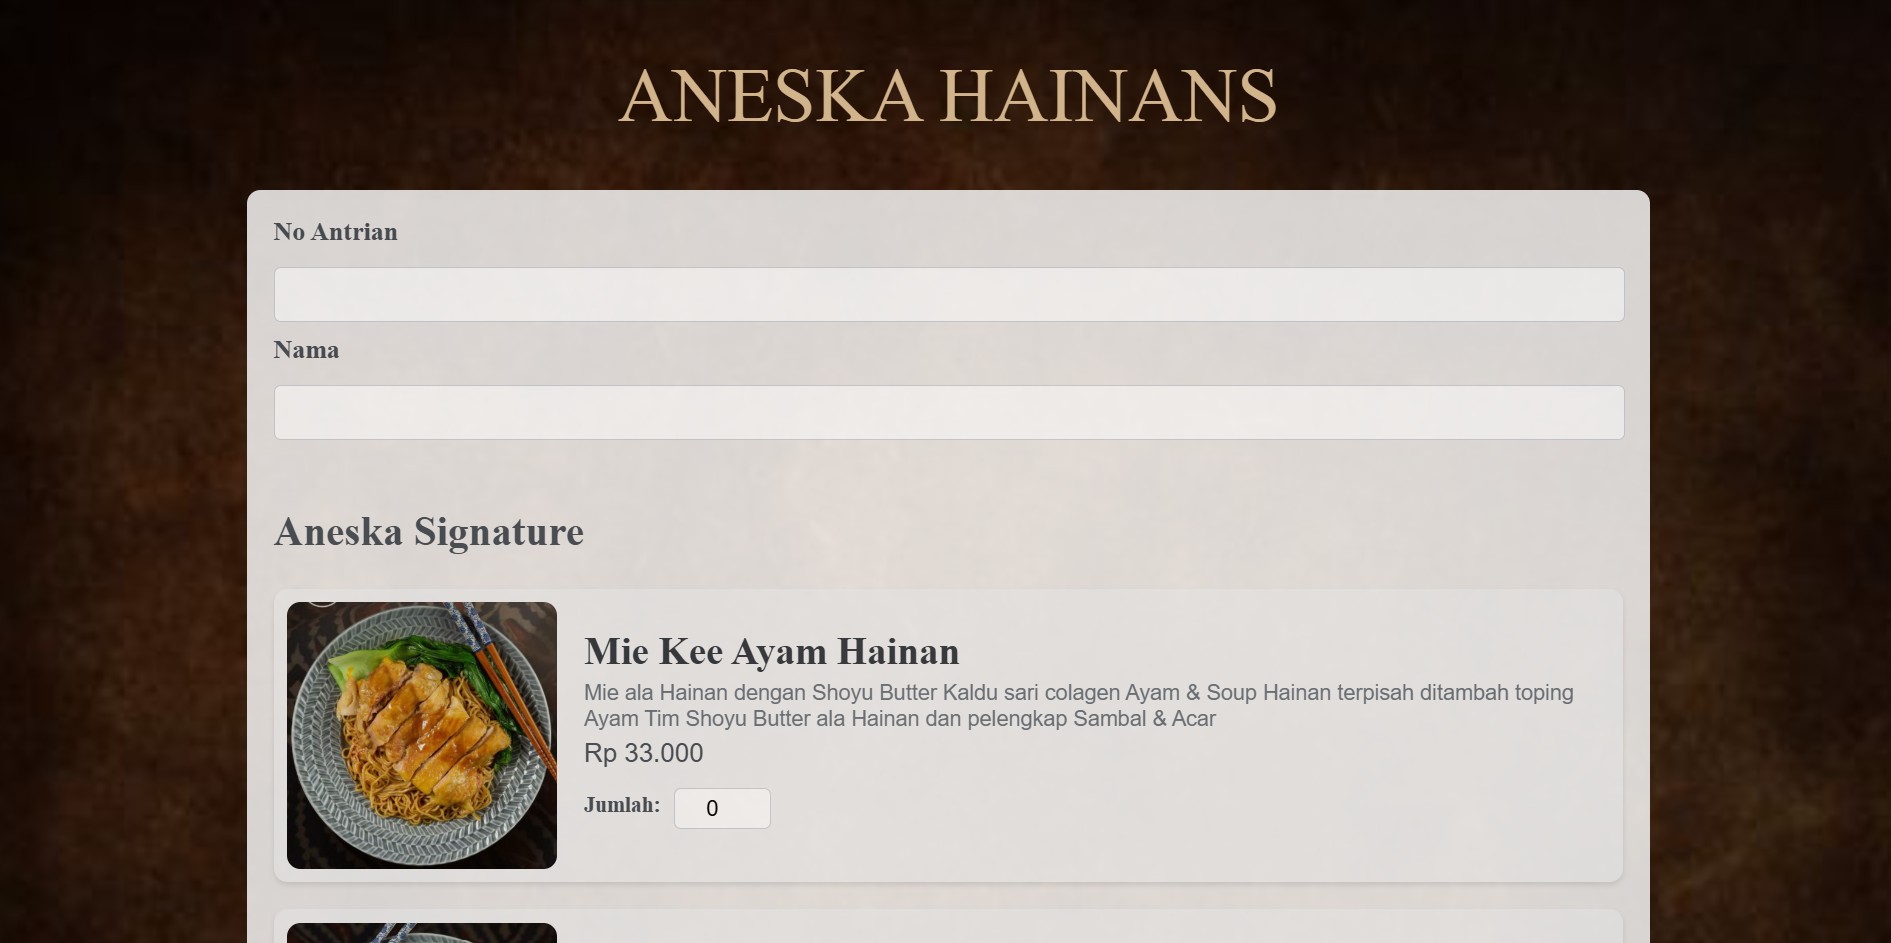 ANESKA HAINANS
No Antrian
Nama
Aneska Signature
Mie Kee Ayam Hainan
Mie ala Hainan dengan Shoyu Butter Kaldu sari colagen Ayam & Soup Hainan terpisah ditambah toping
Ayam Tim Shoyu Butter ala Hainan dan pelengkap Sambal & Acar
Rp 33.000
Jumlah: 0